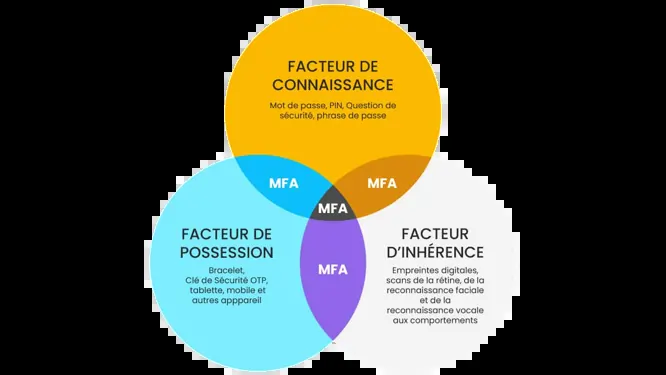 FACTEUR DE
CONNAISSANCE
Mot de passe, PIN, Question de
sécurité, phrase de passe
MFA
MFA
MFA
FACTEUR DE
POSSESSION
Bracelet,
Clé de Sécurité OTP,
tablette, mobile et
autres apppareil
MFA
FACTEUR
D'INHÉRENCE
Empreintes digitales,
scans de la rétine, de la
reconnaissance faciale
et de la
reconnaissance vocale
aux comportements